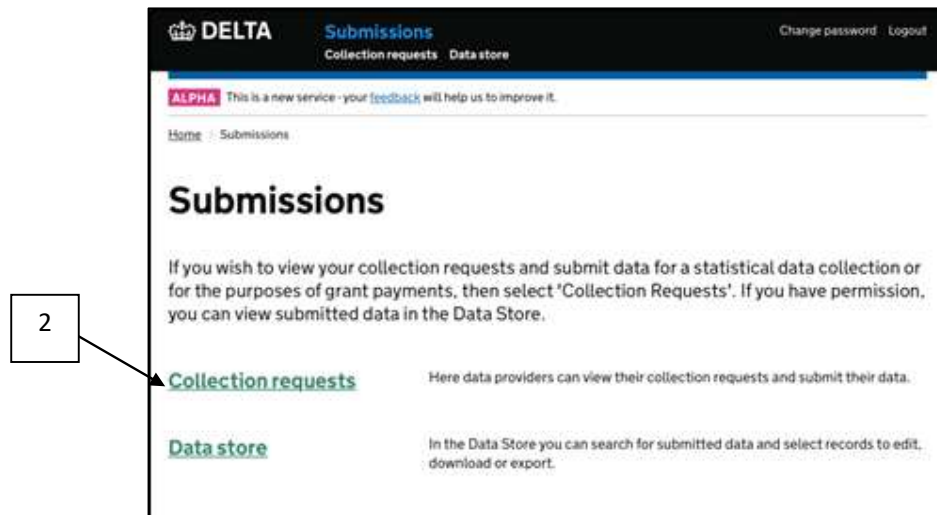 DELTA
Submissions
Change password Logout
Collection requests Data store
ALPHA This is a new service - your feedback will help us to improve it.
Home Submissions
Submissions
If you wish to view your collection requests and submit data for a statistical data collection or
for the purposes of grant payments, then select 'Collection Requests'. If you have permission,
you can view submitted data in the Data Store.
2
Collection requests
Here data providers can view their collection requests and submit their data.
Data store
In the Data Store you can search for submitted data and select records to edit,
download or export.